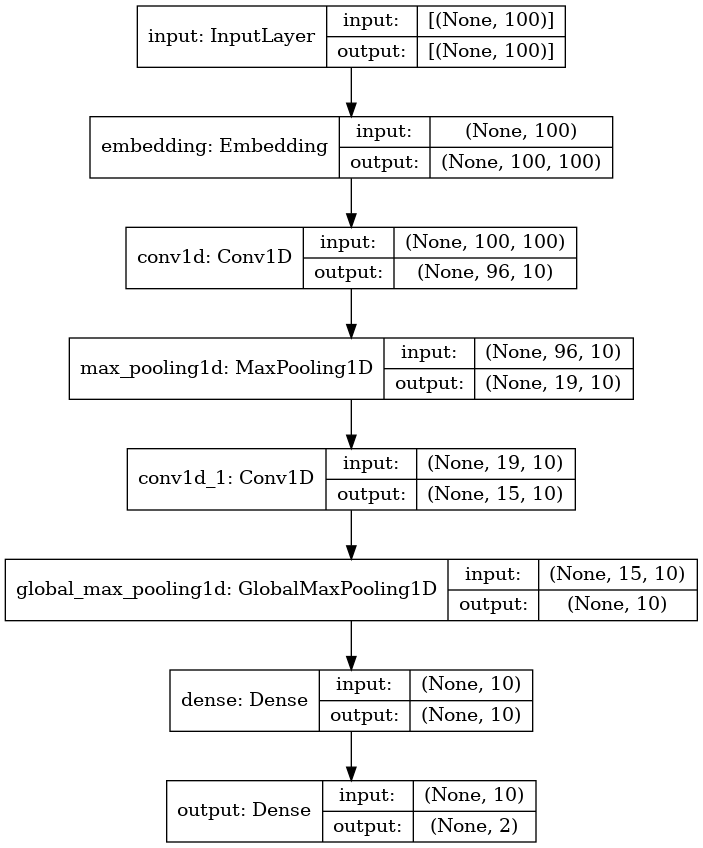 input: InputLayer
input:
[(None, 100)]
output:
[(None, 100)]
embedding: Embedding
input:
(None, 100)
output:
(None, 100, 100)
conv1d: Conv1D
input:
(None, 100, 100)
output:
(None, 96, 10)
max_pooling1d: MaxPooling1D
input:
(None, 96, 10)
output:
(None, 19, 10)
conv1d_1: Conv1D
input:
(None, 19, 10)
output:
(None, 15, 10)
global_max_pooling1d: GlobalMaxPooling1D
input:
(None, 15, 10)
output:
(None, 10)
dense: Dense
input:
(None, 10)
output:
(None, 10)
output: Dense
input:
(None, 10)
output:
(None, 2)